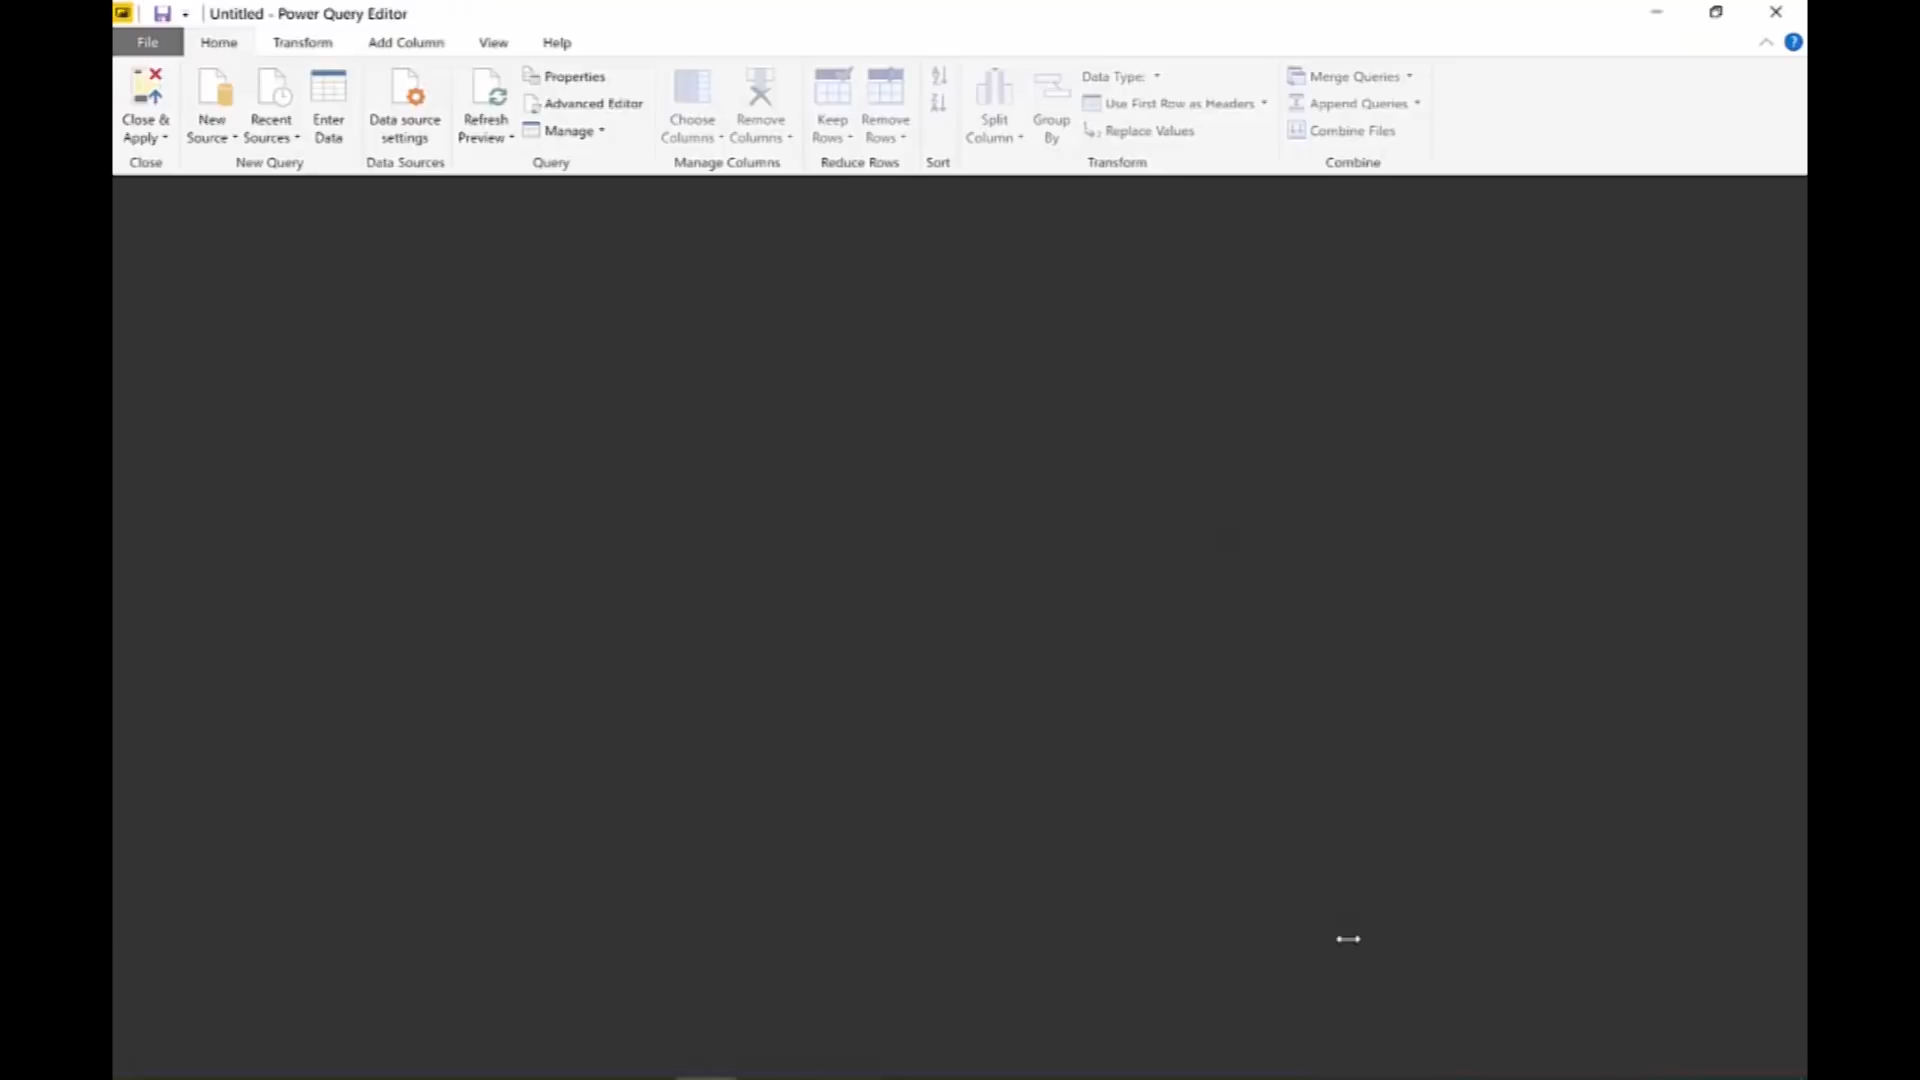 Untitled - Power Query Editor
File Home Transform Add Column View Help
?
Close & Apply
New Source
Recent Sources
Enter Data
Data source settings
Refresh Preview
Properties
Advanced Editor
Manage
Choose Columns
Remove Columns
Keep Rows
Remove Rows
Split Column
Group By
Data Type:
Use First Row as Headers
Replace Values
Merge Queries
Append Queries
Combine Files
Close New Query Data Sources Query Manage Columns Reduce Rows Sort Transform Combine